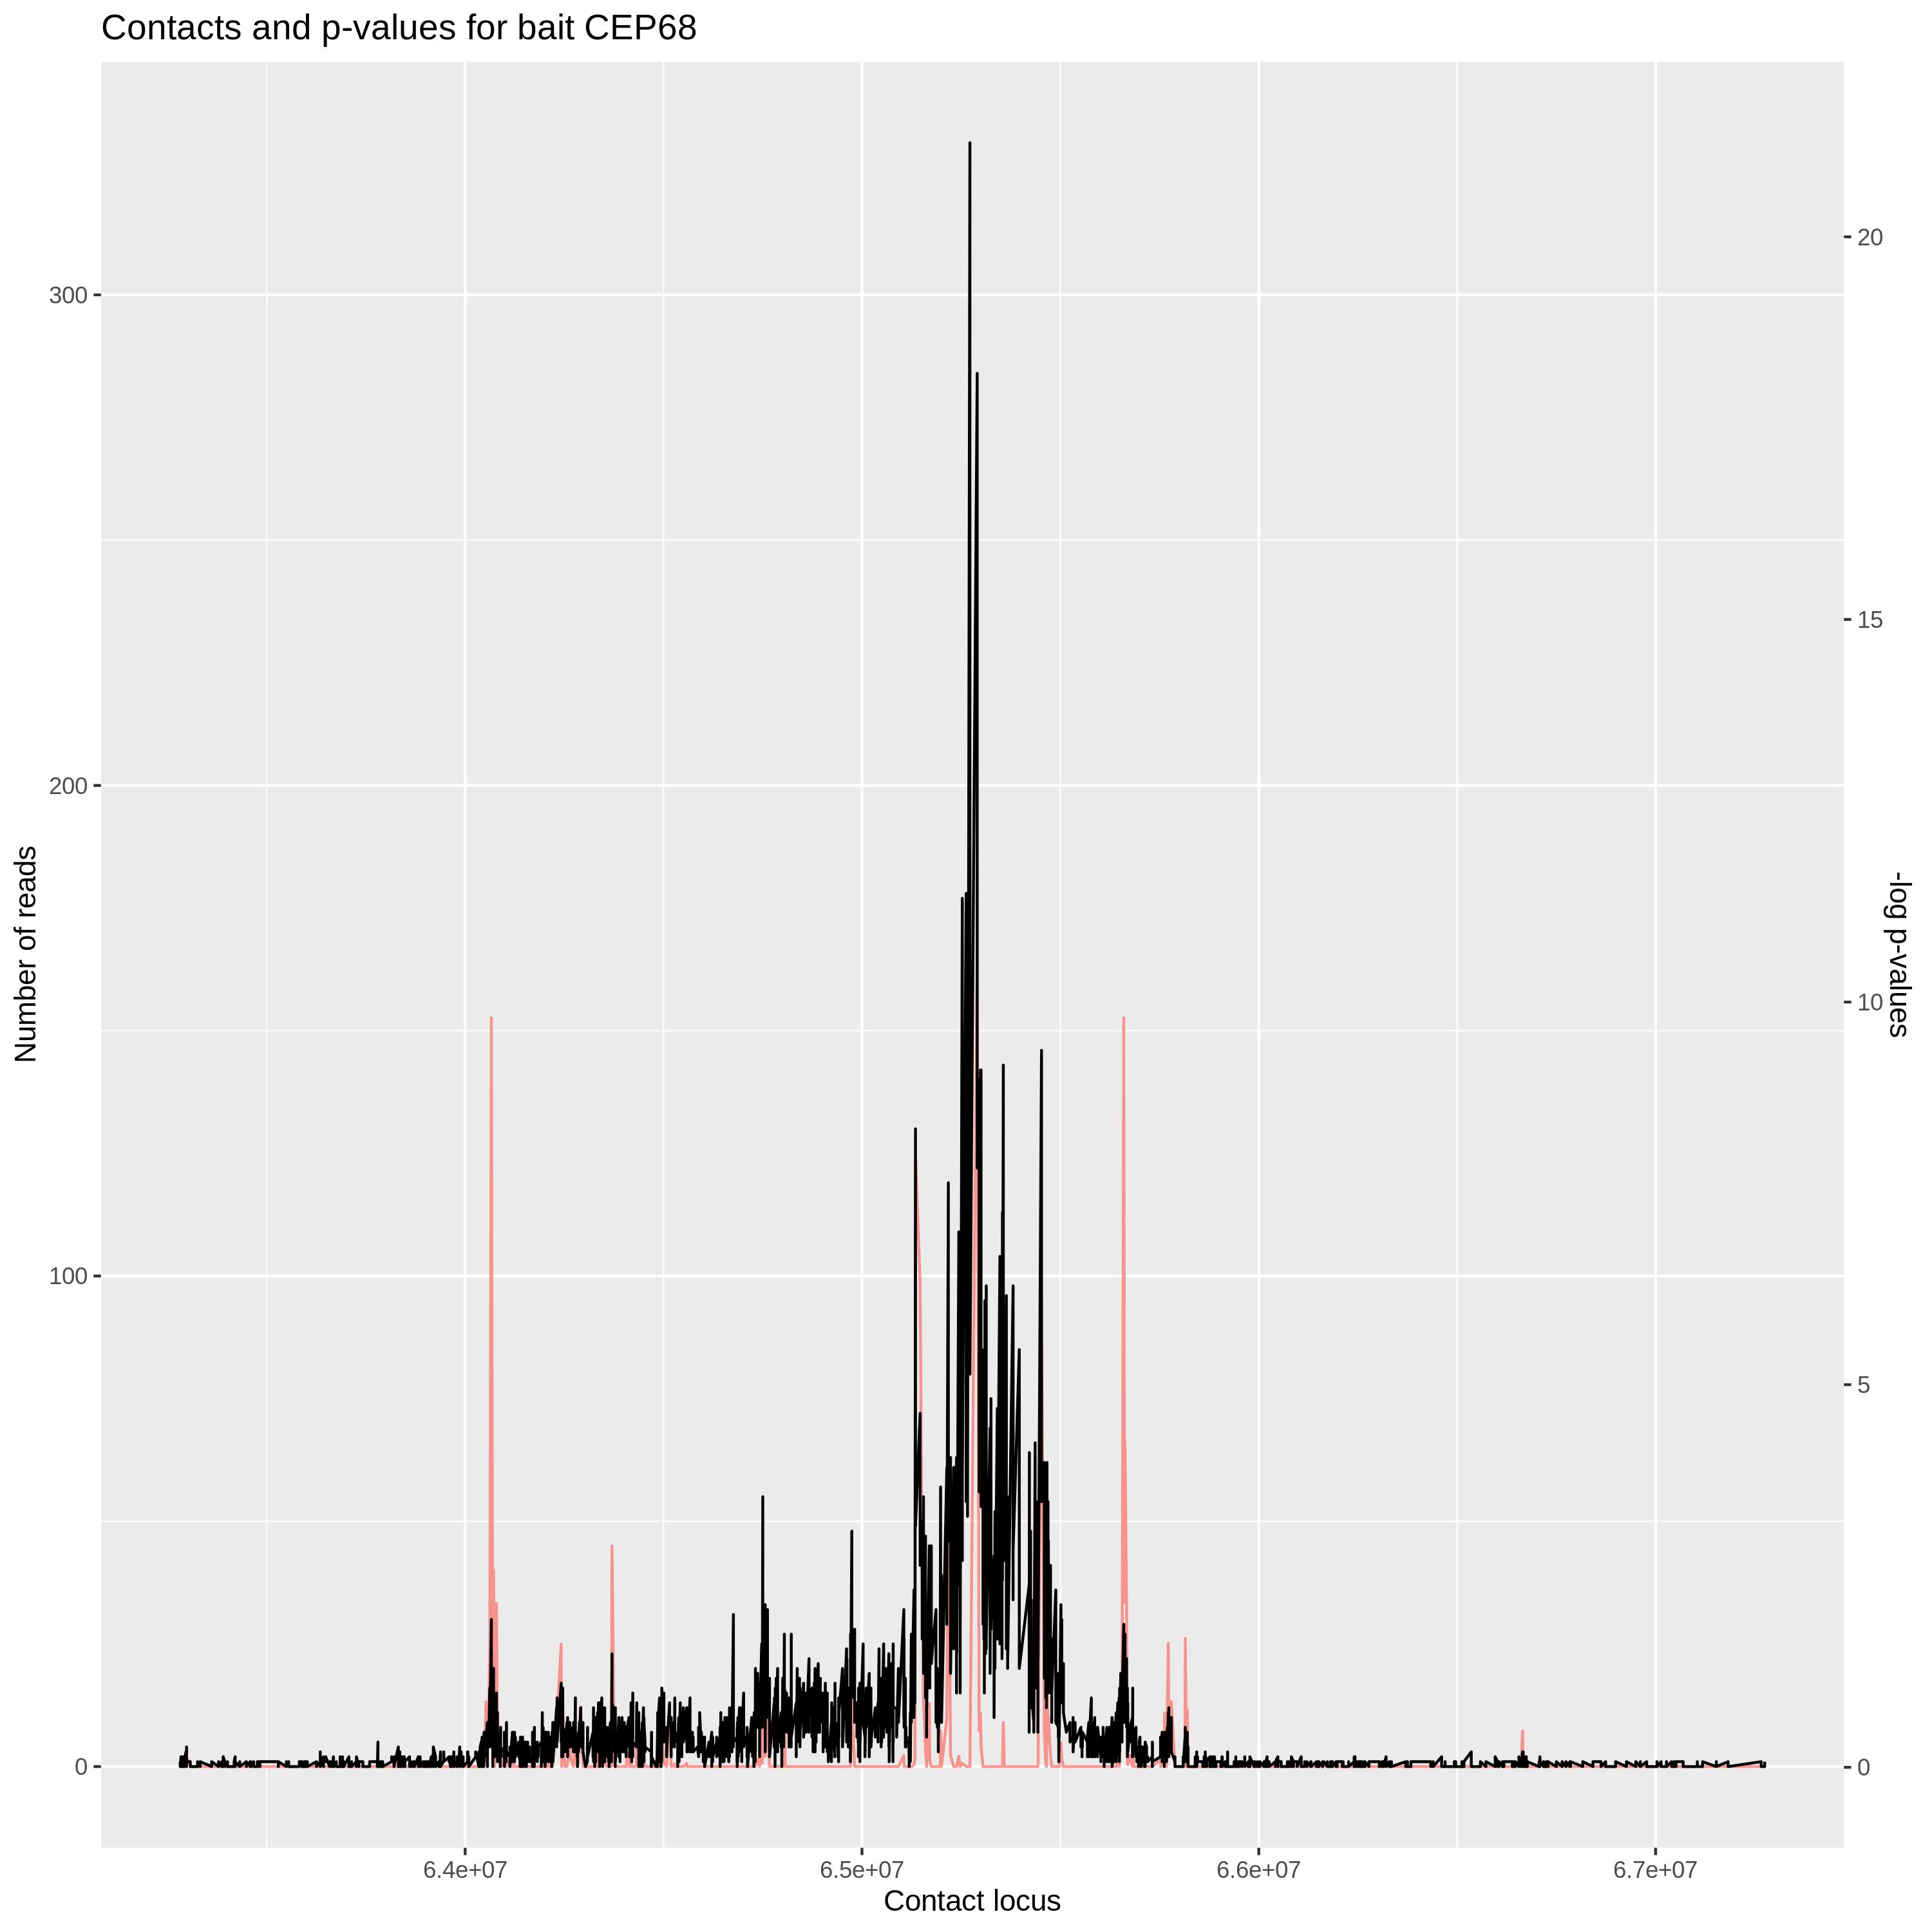 Contacts and p-values for bait CEP68
Number of reads
300
200
100
0
20
15
10
5
0
-log p-values
6.4e+07
6.5e+07
6.6e+07
6.7e+07
Contact locus